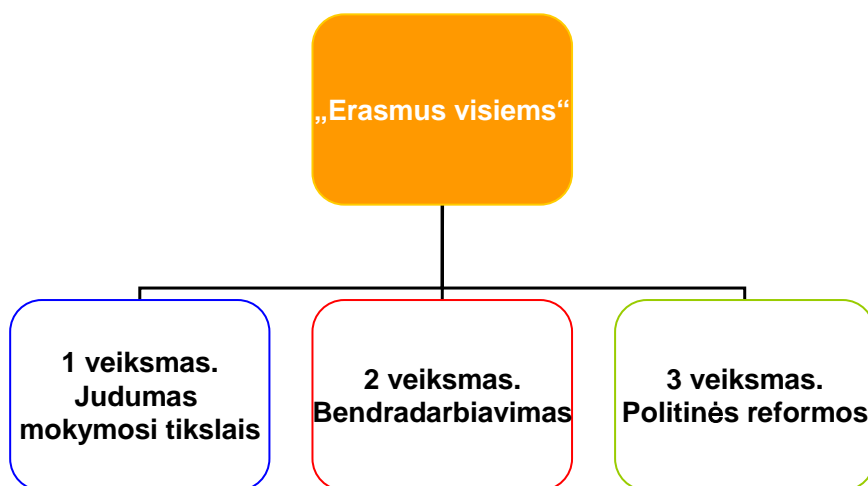 „Erasmus visiems“
1 veiksmas.
Judumas
mokymosi tikslais
2 veiksmas.
Bendradarbiavimas
3 veiksmas.
Politinės reformos